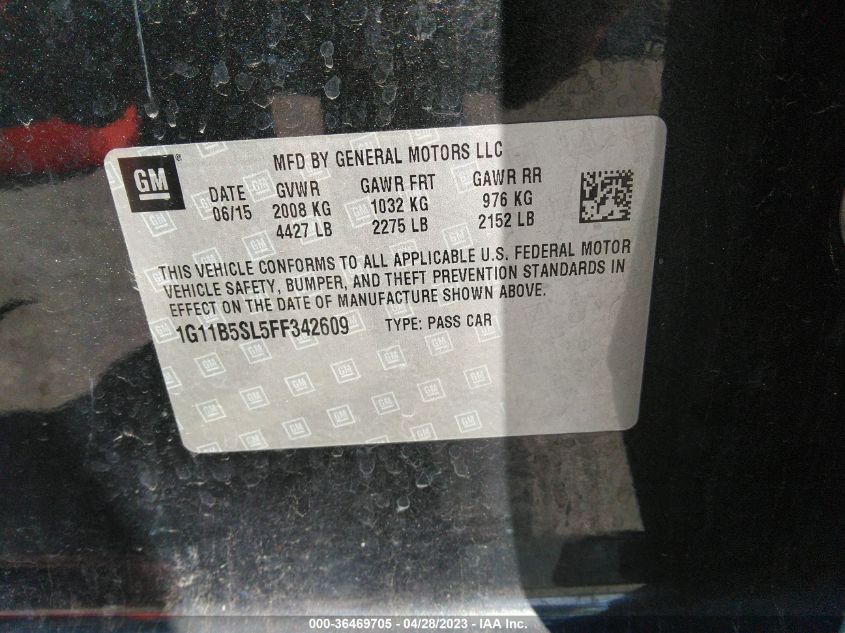 MFD BY GENERAL MOTORS LLC
GM ®
DATE GVWR GAWR FRT GAWR RR
06/15 2008 KG 1032 KG 976 KG
4427 LB 2275 LB 2152 LB
THIS VEHICLE CONFORMS TO ALL APPLICABLE U.S. FEDERAL MOTOR
VEHICLE SAFETY, BUMPER, AND THEFT PREVENTION STANDARDS IN
EFFECT ON THE DATE OF MANUFACTURE SHOWN ABOVE.
1G11B5SL5FF342609 TYPE: PASS CAR
000-36469705 - 04/28/2023 - IAA Inc.